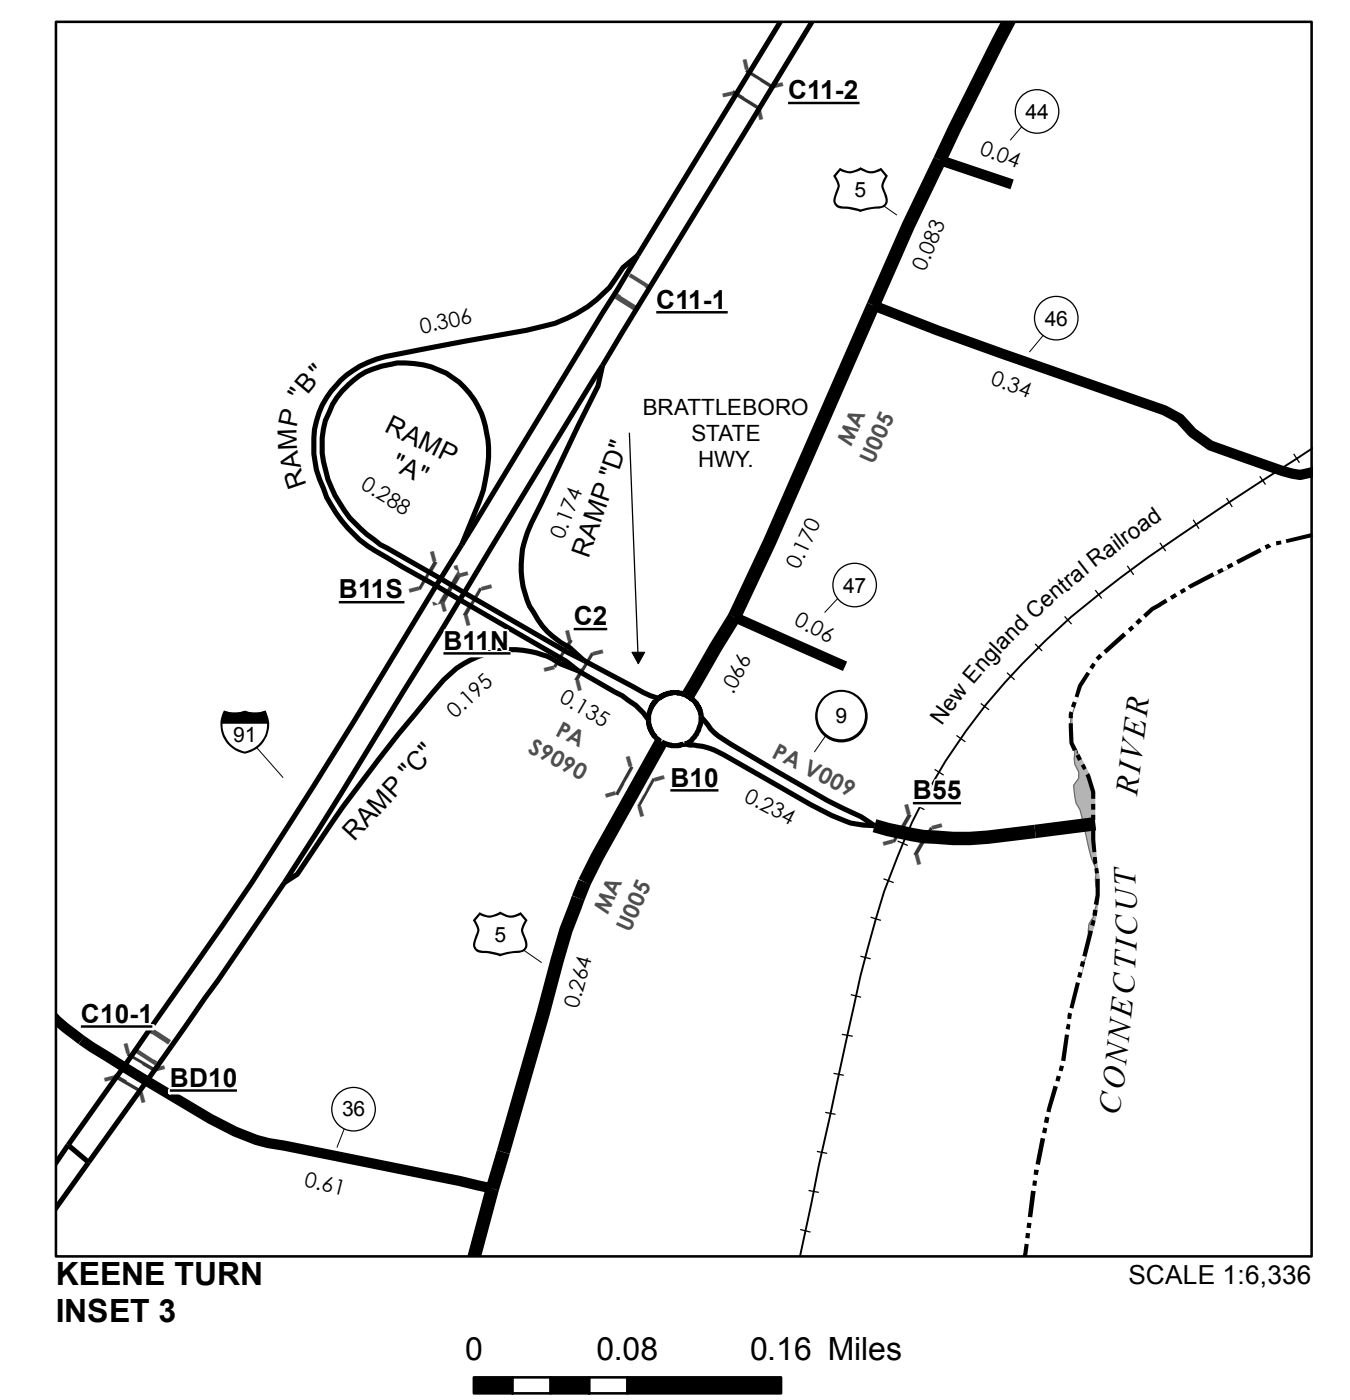 C11-2
44
0.04
5
0.083
C11-1
46
0.306
0.34
RAMP "B"
BRATTLEBORO
STATE
HWY.
MA
U005
RAMP
"A"
0.288
0.174
RAMP "D"
0.170
New England Central Railroad
B11S
47
C2
0.06
B11N
.066
0.195
0.135
9
91
PA
S9090
PA V009
RIVER
RAMP "C"
B10
0.234
B55
MA
U005
5
0.264
CONNECTICUT
C10-1
BD10
36
0.61
KEENE TURN
INSET 3
SCALE 1:6,336
0 0.08 0.16 Miles